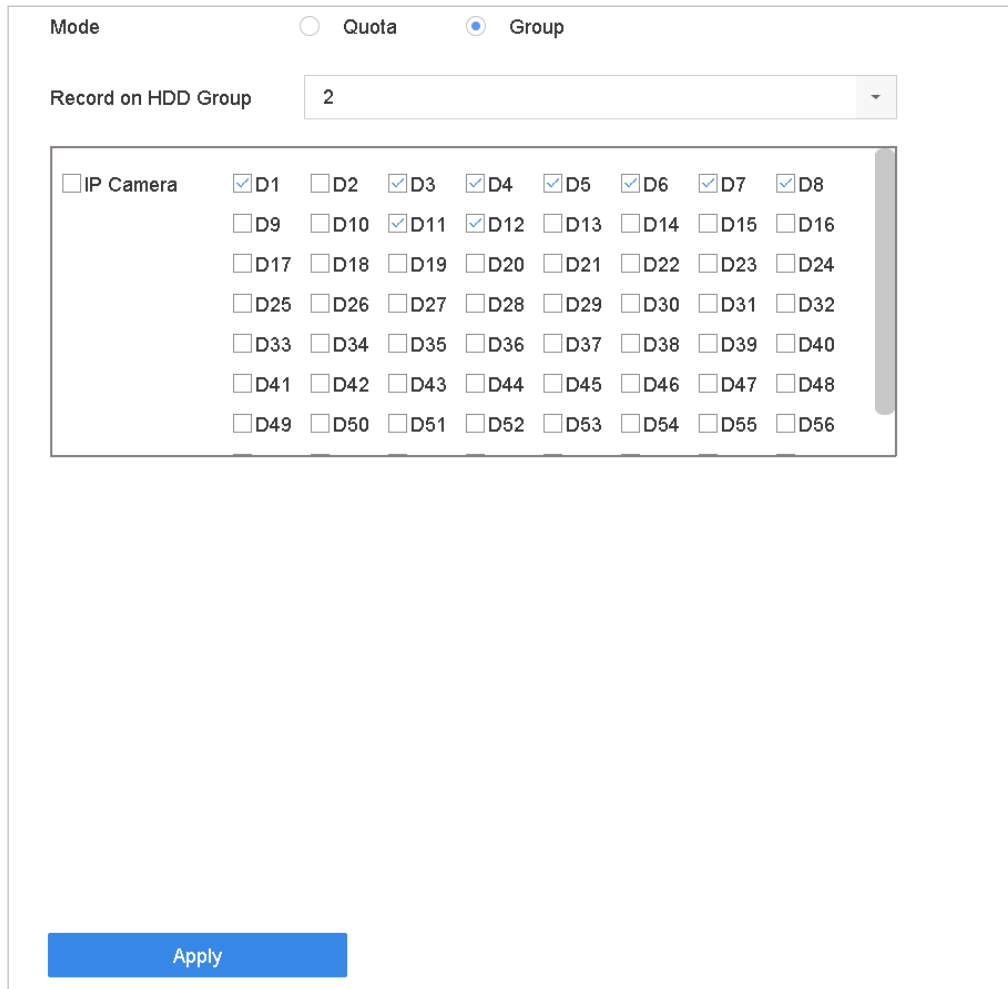 Mode Quota Group
Record on HDD Group 2
IP Camera D1 D2 D3 D4 D5 D6 D7 D8
D9 D10 D11 D12 D13 D14 D15 D16
D17 D18 D19 D20 D21 D22 D23 D24
D25 D26 D27 D28 D29 D30 D31 D32
D33 D34 D35 D36 D37 D38 D39 D40
D41 D42 D43 D44 D45 D46 D47 D48
D49 D50 D51 D52 D53 D54 D55 D56
Apply